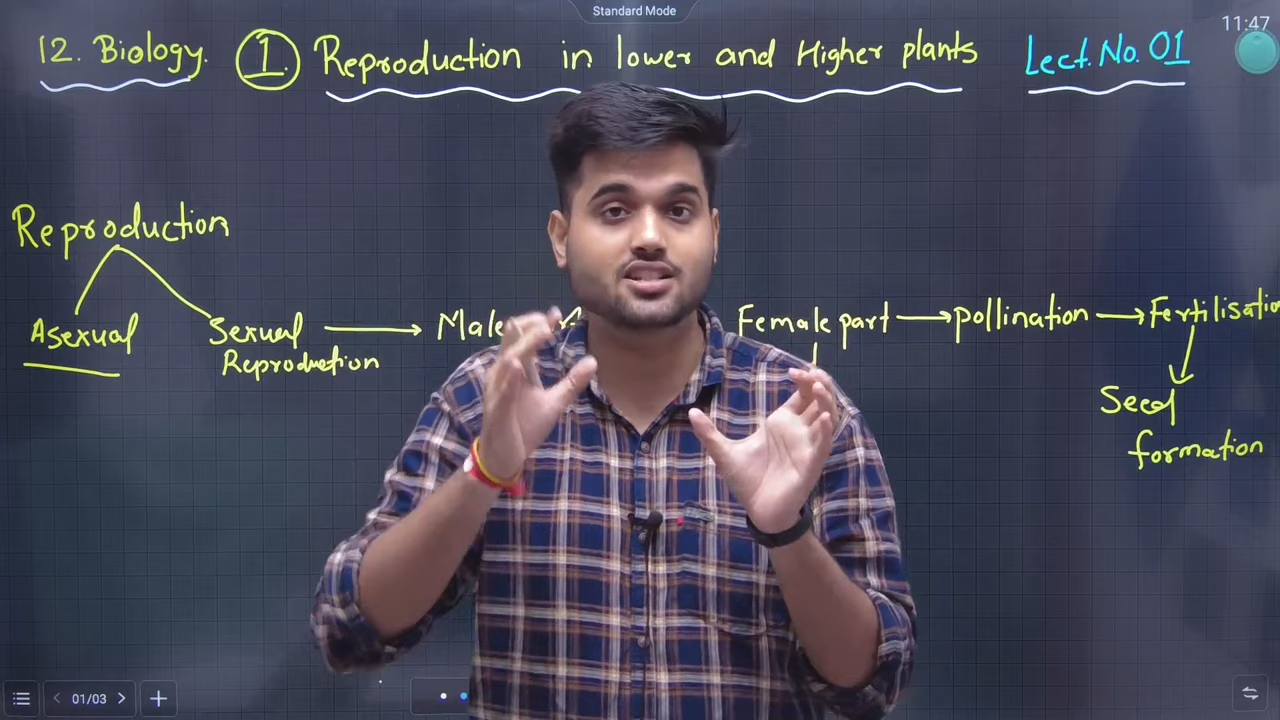 Standard Mode
11:47
12. Biology. 1. Reproduction in lower and Higher plants Lect. No. 01
Reproduction
Asexual
Sexual Reproduction
Male
Female part
pollination
Fertilisatio
Seed
formation
01/03